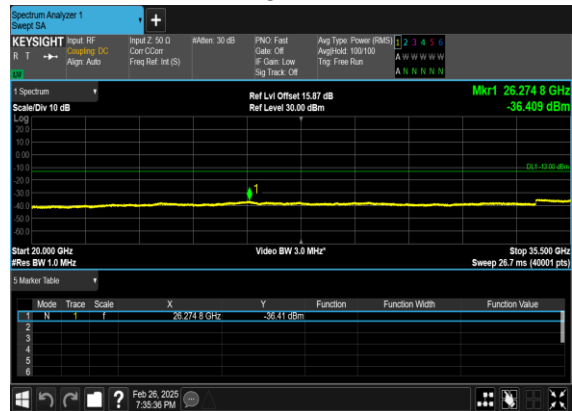 Spectrum Analyzer 1
Swept SA
+
KEYSIGHT Input: RF Input Z: 50 Ω #Atten: 30 dB PNO: Fast Avg Type: Power (RMS) 1 2 3 4 5 6
R T Coupling: DC Corr CCorr Gate: Off Avg|Hold: 100/100 A W W W W W
Align: Auto Freq Ref: Int (S) IF Gain: Low Trig: Free Run
Sig Track: Off A N N N N N
1 Spectrum Ref Lvl Offset 15.87 dB Mkr1 26.274 8 GHz
Scale/Div 10 dB Ref Level 30.00 dBm -36.409 dBm
Log
20.0
10.0
0.00
-10.0
DL1 -13.00 dBm
-20.0
1
-30.0
-40.0
-50.0
-60.0
Start 20.000 GHz Video BW 3.0 MHz* Stop 35.500 GHz
#Res BW 1.0 MHz Sweep 26.7 ms (40001 pts)
5 Marker Table
Mode Trace Scale X Y Function Function Width Function Value
1 N 1 f 26.274 8 GHz -36.41 dBm
2
3
4
5
6
? Feb 26, 2025
7:35:36 PM